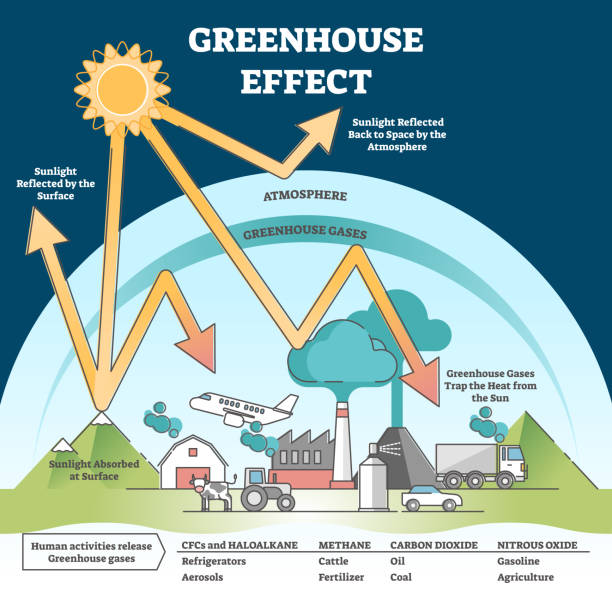 GREENHOUSE
EFFECT
Sunlight Reflected
Back to Space by the
Atmosphere
Sunlight
Reflected by the
Surface
ATMOSPHERE
GREENHOUSE GASES
Greenhouse Gases
Trap the Heat from
the Sun
Sunlight Absorbed
at Surface
Human activities release
Greenhouse gases
CFCs and HALOALKANE METHANE CARBON DIOXIDE NITROUS OXIDE
Refrigerators Cattle Oil Gasoline
Aerosols Fertilizer Coal Agriculture